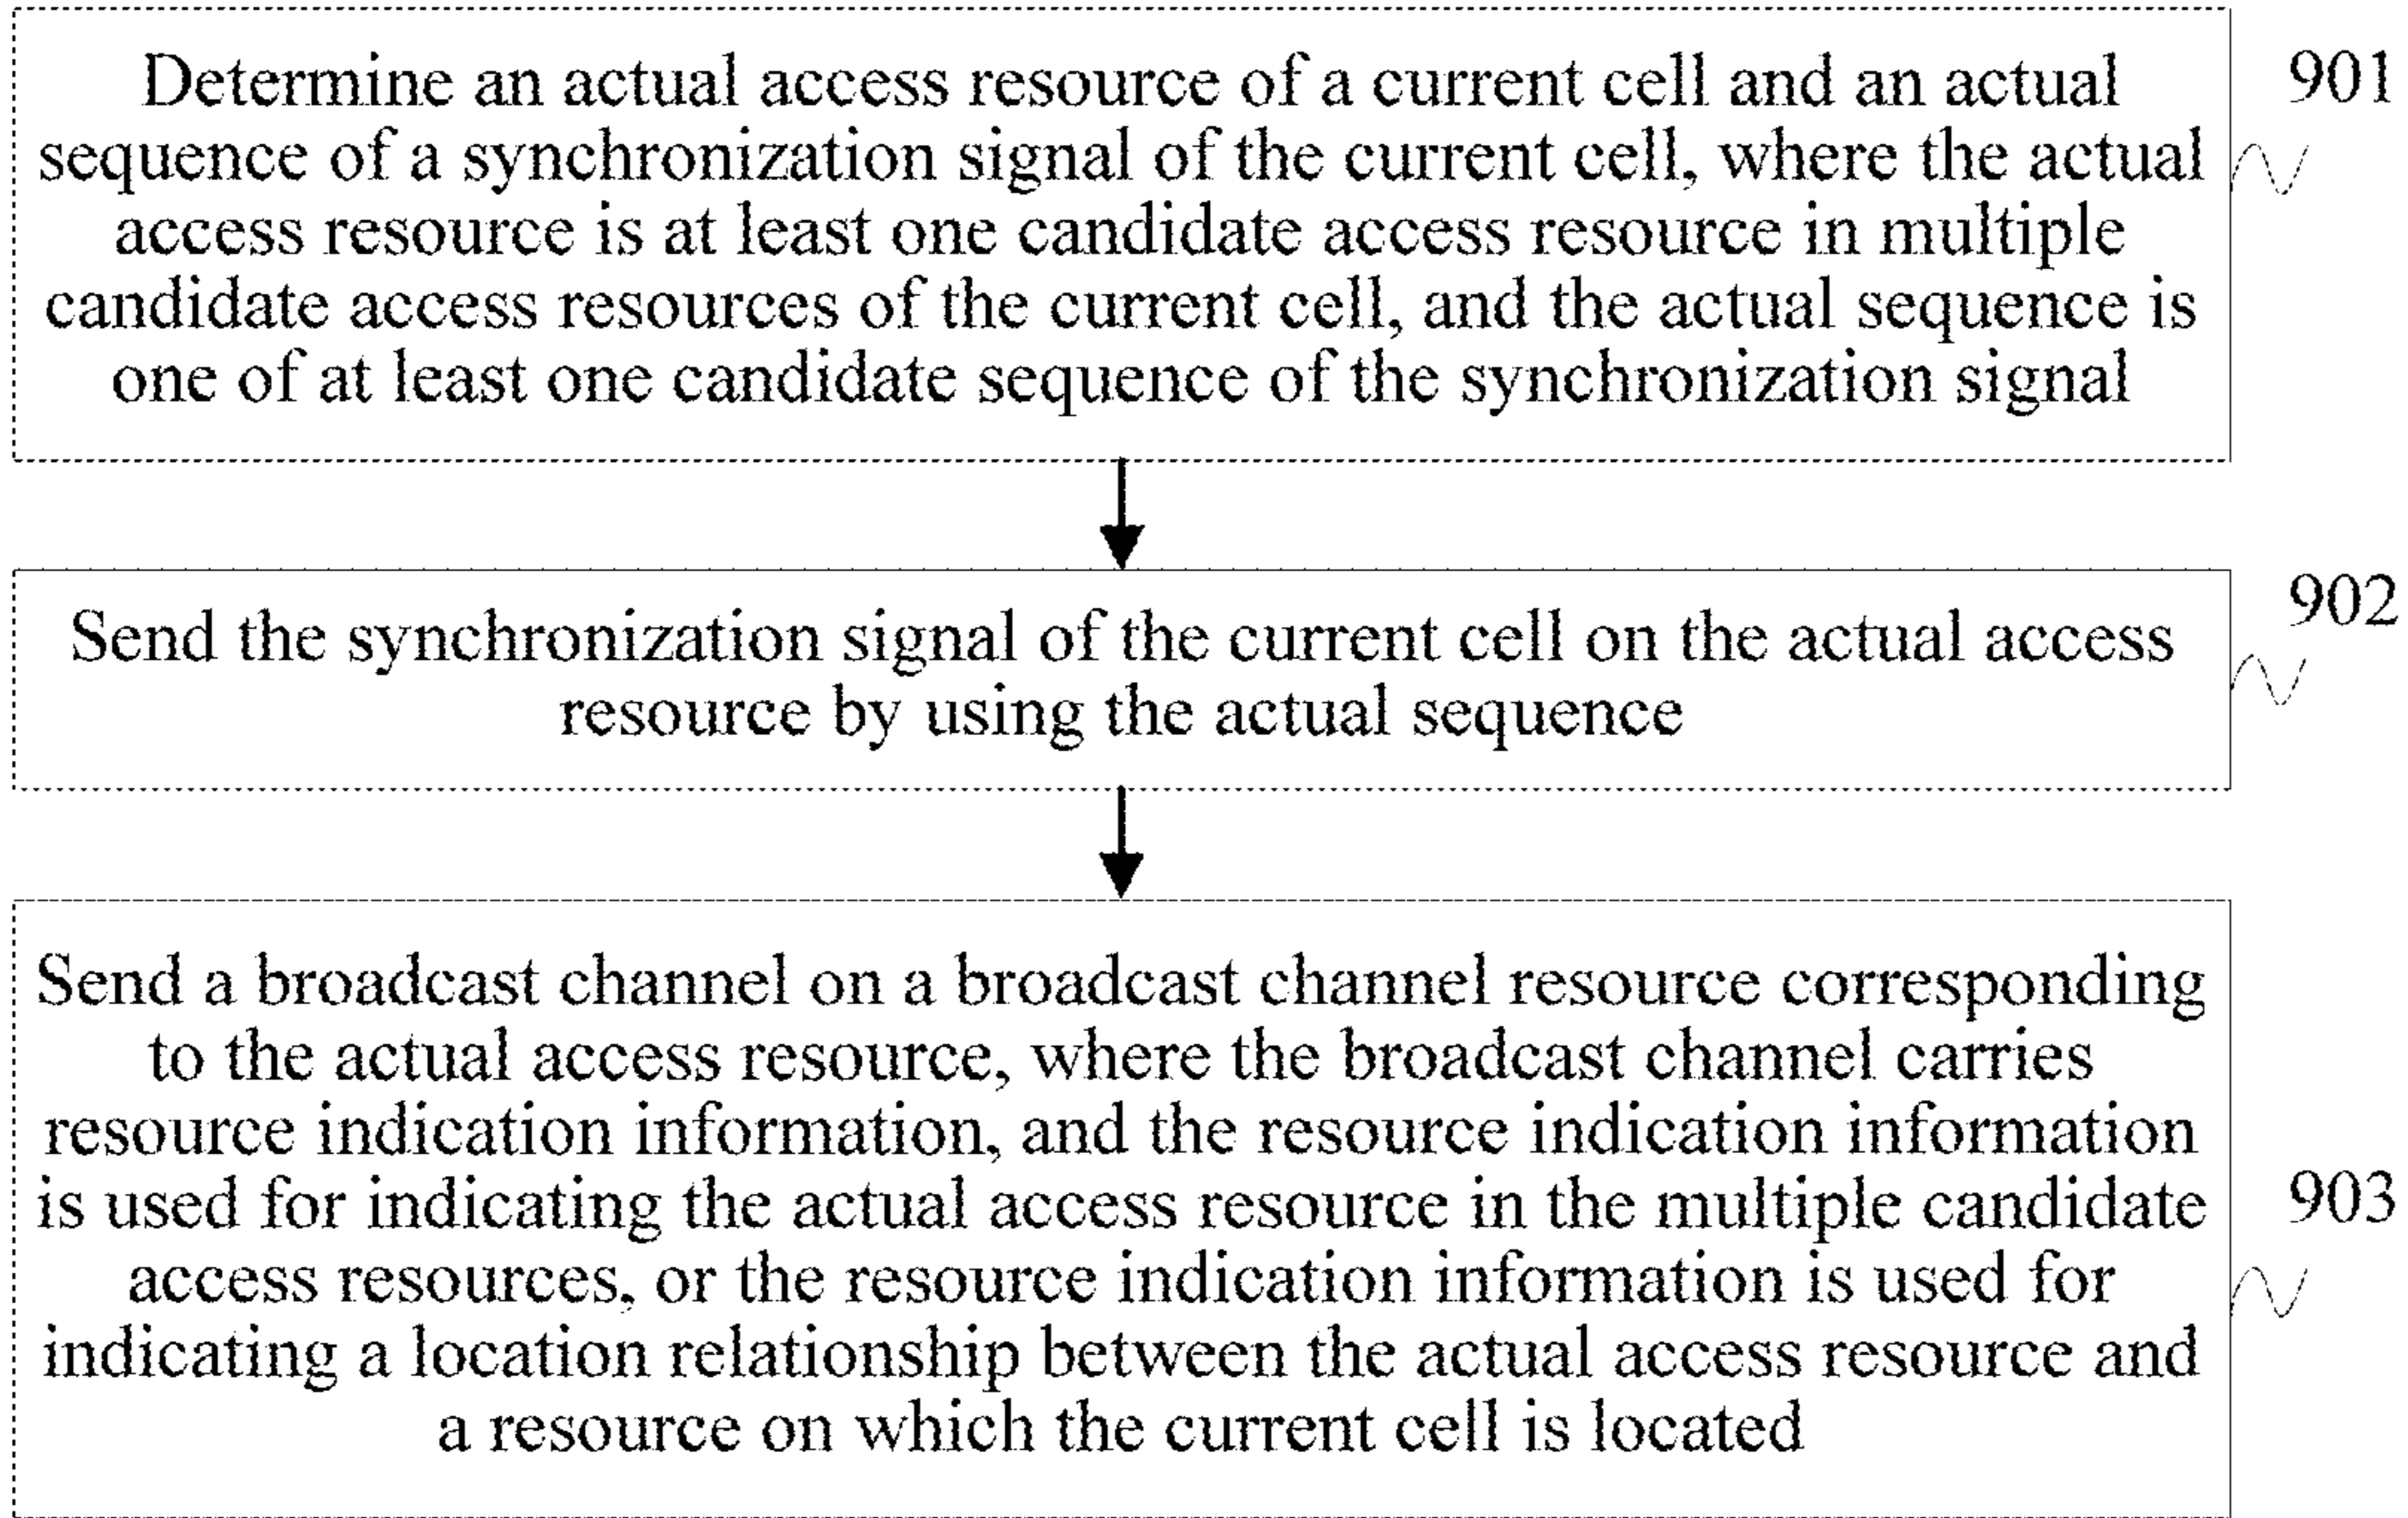 Determine an actual access resource of a current cell and an actual
sequence of a synchronization signal of the current cell, where the actual
access resource is at least one candidate access resource in multiple
candidate access resources of the current cell, and the actual sequence is
one of at least one candidate sequence of the synchronization signal
901
Send the synchronization signal of the current cell on the actual access
resource by using the actual sequence
902
Send a broadcast channel on a broadcast channel resource corresponding
to the actual access resource, where the broadcast channel carries
resource indication information, and the resource indication information
is used for indicating the actual access resource in the multiple candidate
access resources, or the resource indication information is used for
indicating a location relationship between the actual access resource and
a resource on which the current cell is located
903